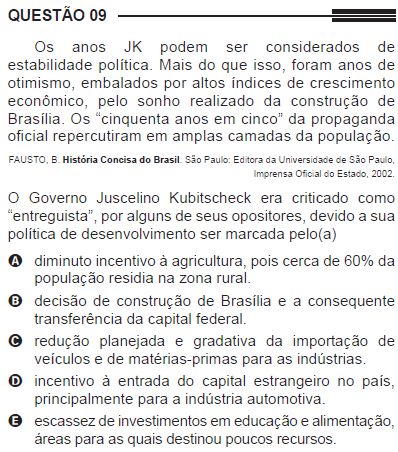 QUESTÃO 09
Os anos JK podem ser considerados de
estabilidade política. Mais do que isso, foram anos de
otimismo, embalados por altos índices de crescimento
econômico, pelo sonho realizado da construção de
Brasília. Os “cinquenta anos em cinco” da propaganda
oficial repercutiram em amplas camadas da população.
FAUSTO, B. História Concisa do Brasil. São Paulo: Editora da Universidade de São Paulo,
Imprensa Oficial do Estado, 2002.
O Governo Juscelino Kubitscheck era criticado como
“entreguista”, por alguns de seus opositores, devido a sua
política de desenvolvimento ser marcada pelo(a)
A diminuto incentivo à agricultura, pois cerca de 60% da
população residia na zona rural.
B decisão de construção de Brasília e a consequente
transferência da capital federal.
C redução planejada e gradativa da importação de
veículos e de matérias-primas para as indústrias.
D incentivo à entrada do capital estrangeiro no país,
principalmente para a indústria automotiva.
E escassez de investimentos em educação e alimentação,
áreas para as quais destinou poucos recursos.